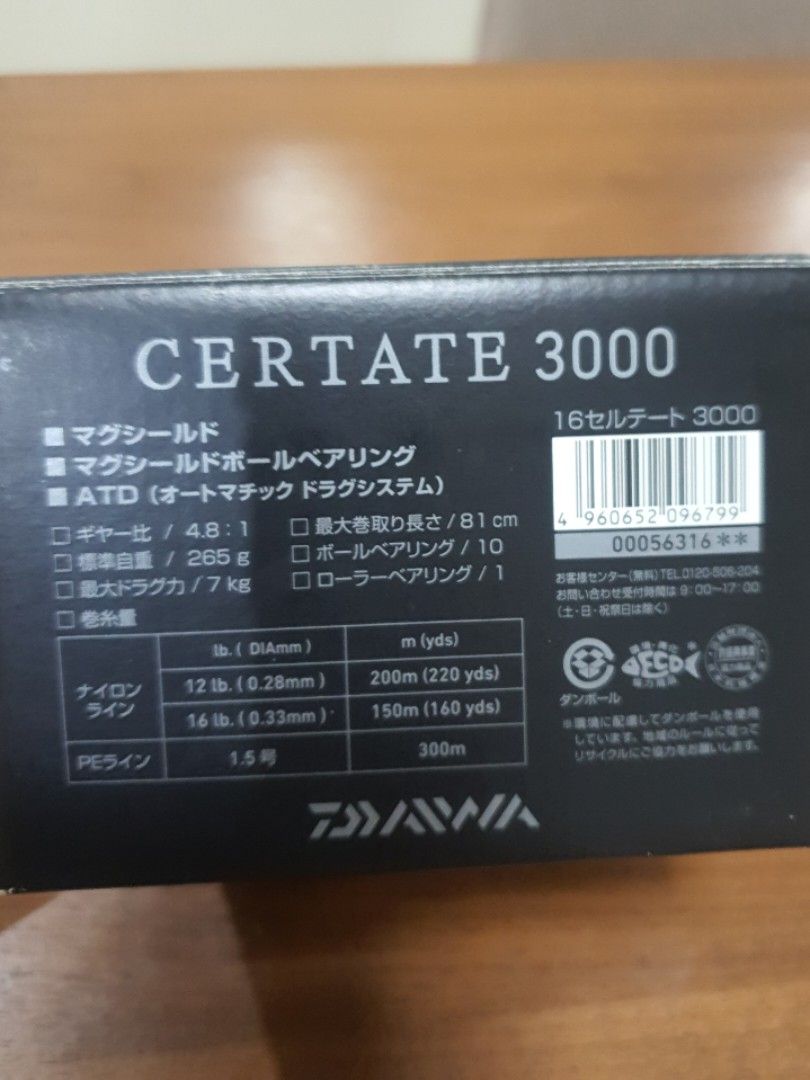 CERTATE 3000
■ マグシールド
■ マグシールドボールベアリング
■ ATD (オートマチック ドラグシステム)
□ ギヤー比 / 4.8:1
□ 標準自重 / 265g
□ 最大ドラグ力 / 7kg
□ 最大巻取り長さ / 81cm
□ ボールベアリング / 10
□ ローラーベアリング / 1
□ 巻糸量
lb.( DIAmm ) m (yds)
ナイロン
ライン
12 lb.(0.28mm) 200m (220 yds)
16 lb.(0.33mm) 150m (160 yds)
PEライン 1.5号 300m
DAIWA
16セルテート 3000
4 960652 096799
00056316**
お客様センター(無料)TEL.0120-506-204
お問い合わせ受付時間は 9:00~17:00
(土・日・祝祭日は除く)
ECO
ダンボール
※環境に配慮してダンボールを使用
しています。地域のルールに従って
リサイクルにご協力をお願いします。